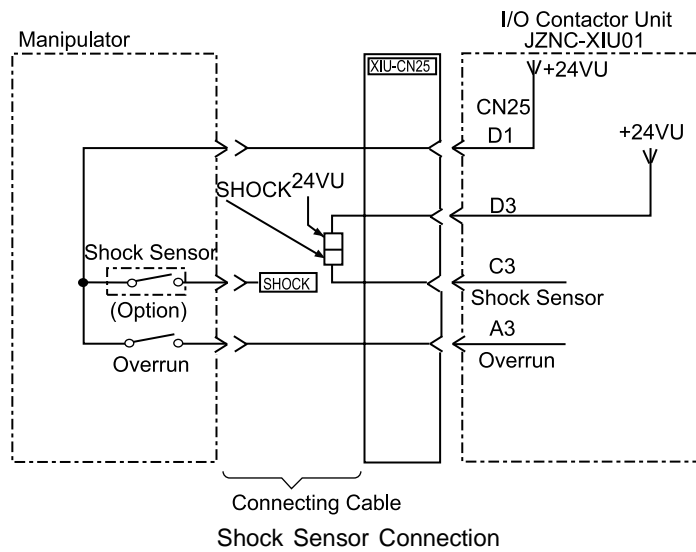 I/O Contactor Unit
JZNC-XIU01
Manipulator
XIU-CN25
+24VU
CN25
D1
+24VU
SHOCK
24VU
D3
Shock Sensor
(Option)
SHOCK
C3
Shock Sensor
A3
Overrun
Overrun
Connecting Cable
Shock Sensor Connection